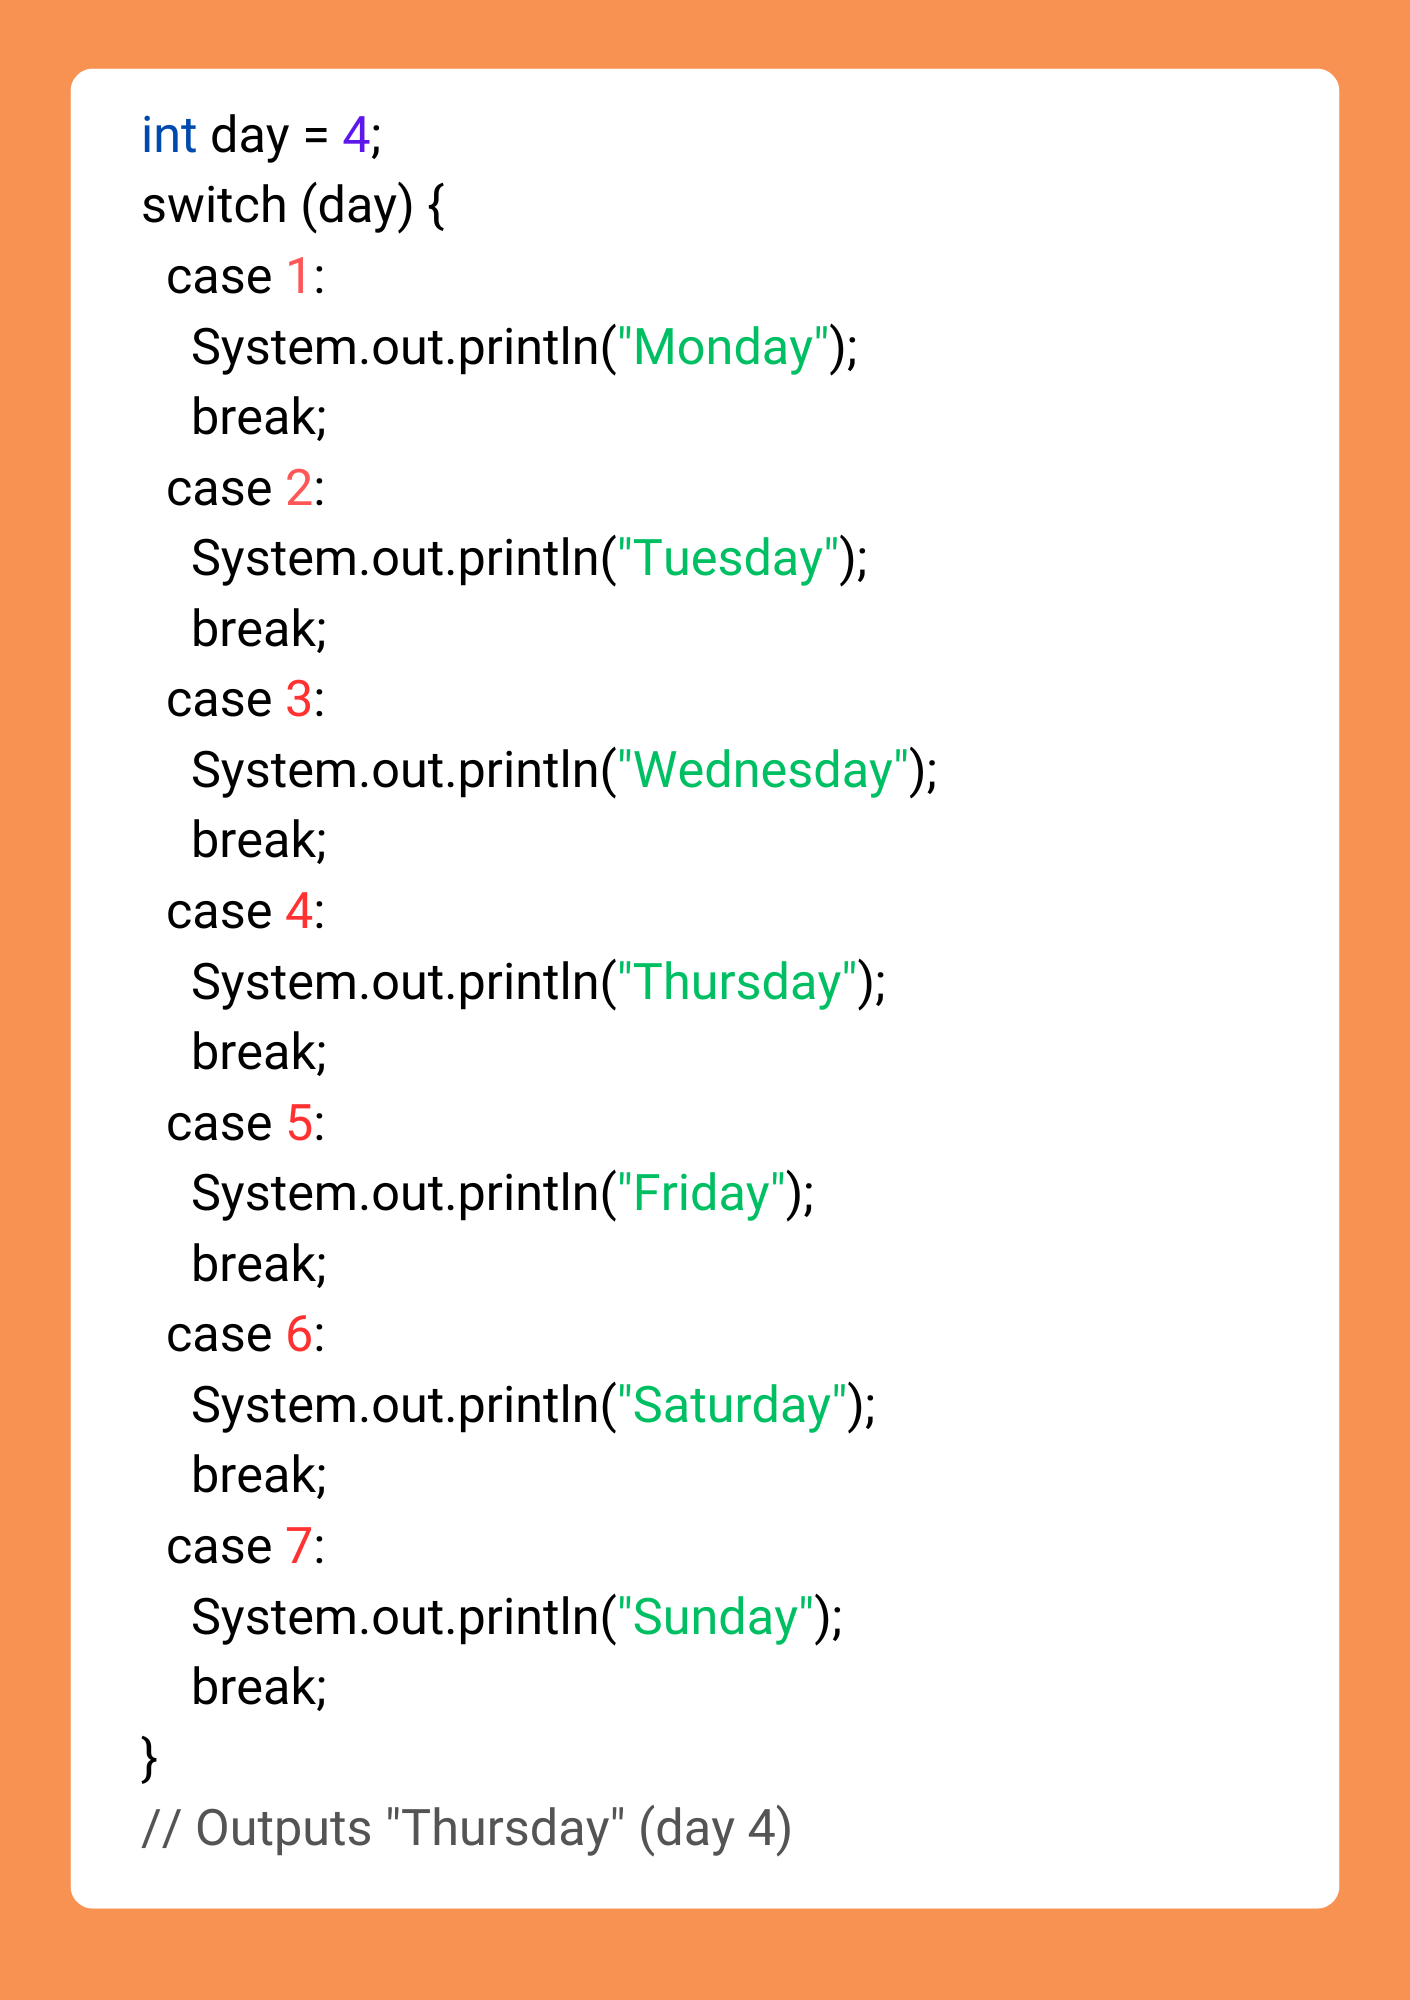 int day = 4;
switch (day) {
  case 1:
    System.out.println("Monday");
    break;
  case 2:
    System.out.println("Tuesday");
    break;
  case 3:
    System.out.println("Wednesday");
    break;
  case 4:
    System.out.println("Thursday");
    break;
  case 5:
    System.out.println("Friday");
    break;
  case 6:
    System.out.println("Saturday");
    break;
  case 7:
    System.out.println("Sunday");
    break;
}
// Outputs "Thursday" (day 4)